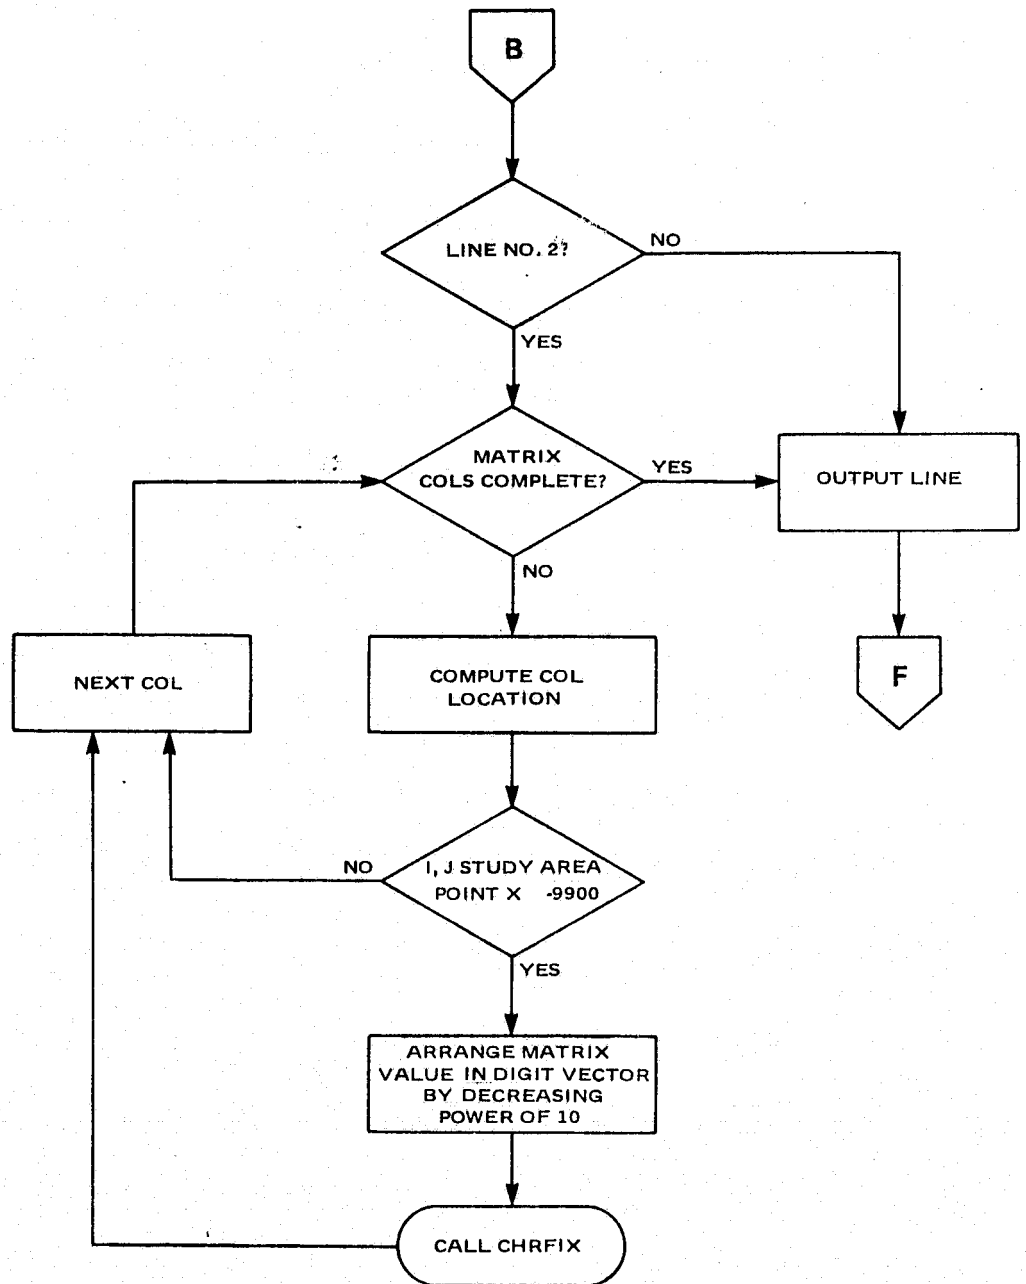 B
LINE NO. 2?
NO
YES
MATRIX
COLS COMPLETE?
YES
OUTPUT LINE
NO
NEXT COL
COMPUTE COL
LOCATION
F
NO
I, J STUDY AREA
POINT X -9900
YES
ARRANGE MATRIX
VALUE IN DIGIT VECTOR
BY DECREASING
POWER OF 10
CALL CHRFIX